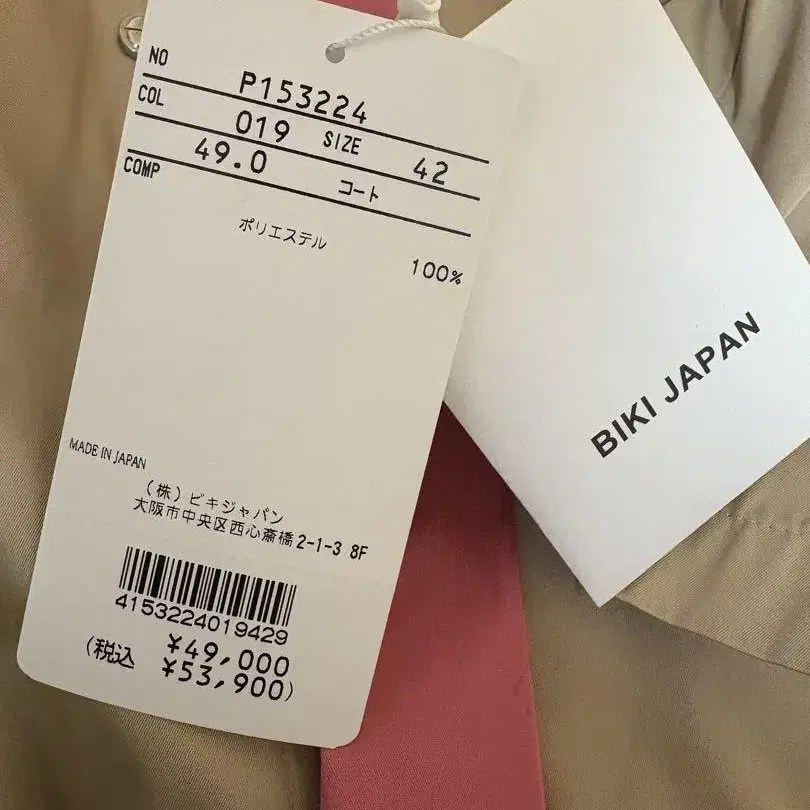 NO P153224
COL 019 SIZE 42
49.0 コート
COMP
ポリエステル
100%
MADE IN JAPAN
(株)ビキジャパン
大阪市中央区西心斎橋2-1-3 8F
4153224019429
¥49,000
(税込 ¥53,900)
BIKI JAPAN